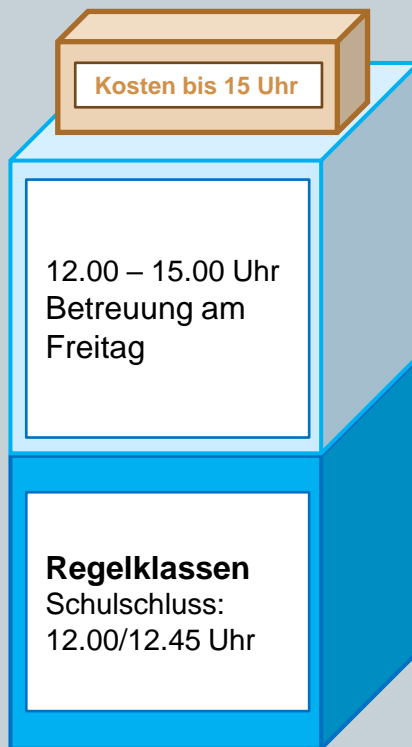 Kosten bis 15 Uhr
12.00 – 15.00 Uhr
Betreuung am
Freitag
Regelklassen
Schulschluss:
12.00/12.45 Uhr